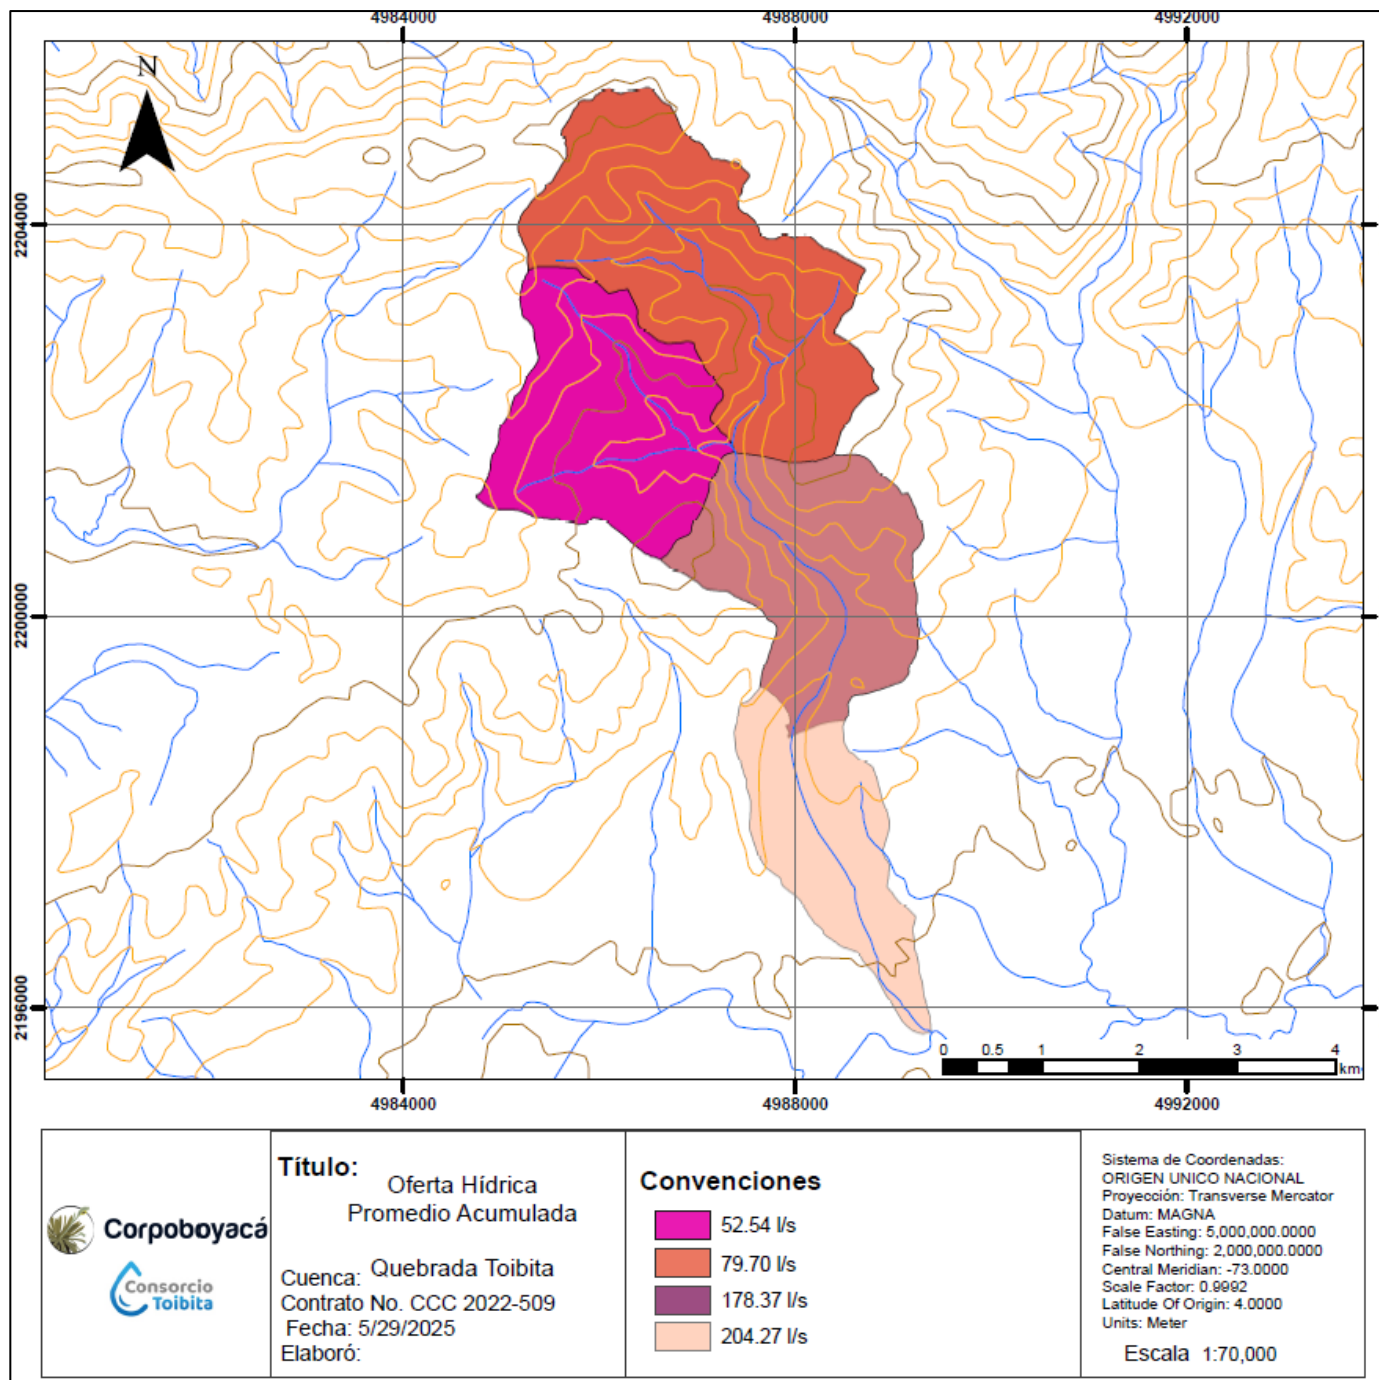 4984000 4988000 4992000
N
2204000
2200000
2196000
0 0.5 1 2 3 4
km
4984000 4988000 4992000
Corpoboyacá
Consorcio
Toibita
Título:
Oferta Hídrica
Promedio Acumulada
Cuenca: Quebrada Toibita
Contrato No. CCC 2022-509
Fecha: 5/29/2025
Elaboró:
Convenciones
52.54 l/s
79.70 l/s
178.37 l/s
204.27 l/s
Sistema de Coordenadas:
ORIGEN UNICO NACIONAL
Proyección: Transverse Mercator
Datum: MAGNA
False Easting: 5,000,000.0000
False Northing: 2,000,000.0000
Central Meridian: -73.0000
Scale Factor: 0.9992
Latitude Of Origin: 4.0000
Units: Meter
Escala 1:70,000